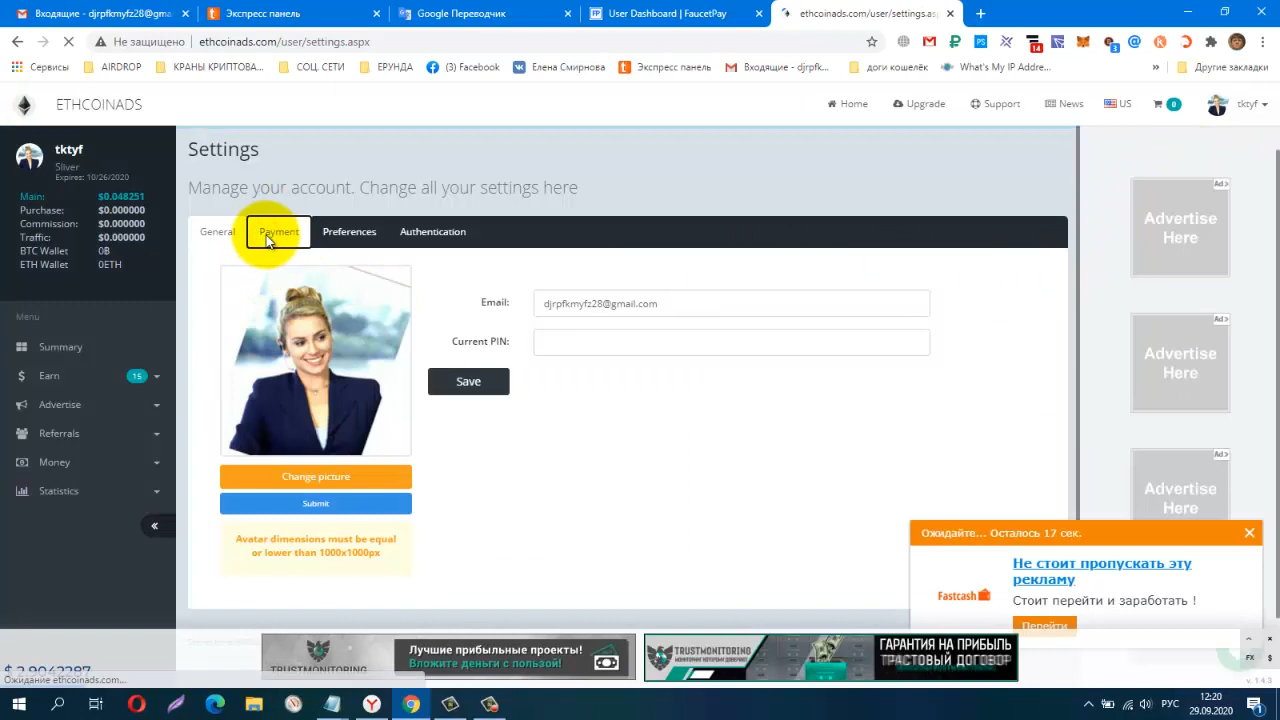 Входящие - djrpfkmyfz28@gmail.c
Экспресс панель
Google Переводчик
User Dashboard | FaucetPay
ethcoinads.com/user/settings.asp
Не защищено
ethcoinads.com/user/settings.aspx
Сервисы
AIRDROP
КРАНЫ КРИПТОВА...
СОЦ. СЕТИ
ЕРУНДА
(3) Facebook
Елена Смирнова
Экспресс панель
Входящие - djrpfk...
доги кошелёк
What's My IP Addre...
»
Другие закладки
ETHCOINADS
Home
Upgrade
Support
News
US
0
tktyf
tktyf
Sliver
Expires: 10/26/2020
Main: $0.048251
Purchase: $0.000000
Commission: $0.000000
Traffic: $0.000000
BTC Wallet 0Ƀ
ETH Wallet 0ETH
Menu
Summary
Earn 15
Advertise
Referrals
Money
Statistics
Settings
Manage your account. Change all your settings here
General
Payment
Preferences
Authentication
Email: djrpfkmyfz28@gmail.com
Current PIN:
Save
Change picture
Submit
Avatar dimensions must be equal
or lower than 1000x1000px
Ad
Advertise
Here
Ad
Advertise
Here
Ad
Advertise
Here
Ожидайте... Осталось 17 сек.
Не стоит пропускать эту
рекламу
Fastcash
Стоит перейти и заработать !
Перейти
TRUSTMONITORING
Лучшие прибыльные проекты!
Вложите деньги с пользой!
TRUSTMONITORING
ГАРАНТИЯ НА ПРИБЫЛЬ
ТРАСТОВЫЙ ДОГОВОР
FX $
v. 1.4.3
Ожидание ethcoinads.com...
РУС
12:20
29.09.2020